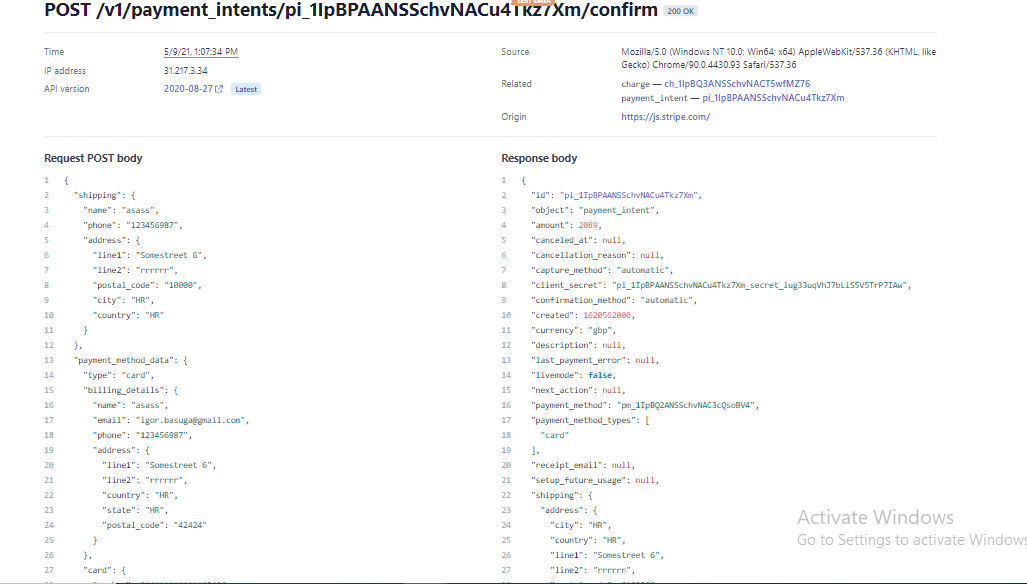 POST /v1/payment_intents/pi_1IpBPAANSSchvNACu4Tkz7Xm/confirm 200 OK
TEST DATA
Time 5/9/21, 1:07:34 PM
IP address 31.217.3.34
API version 2020-08-27 Latest
Source Mozilla/5.0 (Windows NT 10.0; Win64; x64) AppleWebKit/537.36 (KHTML, like
Gecko) Chrome/90.0.4430.93 Safari/537.36
Related charge — ch_1IpBQ3ANSSchvNACT5wfMZ76
payment_intent — pi_1IpBPAANSSchvNACu4Tkz7Xm
Origin https://js.stripe.com/
Request POST body
1 {
2 "shipping": {
3 "name": "asass",
4 "phone": "123456987",
5 "address": {
6 "line1": "Somestreet 6",
7 "line2": "rrrrrr",
8 "postal_code": "10000",
9 "city": "HR",
10 "country": "HR"
11 }
12 },
13 "payment_method_data": {
14 "type": "card",
15 "billing_details": {
16 "name": "asass",
17 "email": "igor.basuga@gmail.com",
18 "phone": "123456987",
19 "address": {
20 "line1": "Somestreet 6",
21 "line2": "rrrrrr",
22 "country": "HR",
23 "state": "HR",
24 "postal_code": "42424"
25 }
26 },
27 "card": {
Response body
1 {
2 "id": "pi_1IpBPAANSSchvNACu4Tkz7Xm",
3 "object": "payment_intent",
4 "amount": 2089,
5 "canceled_at": null,
6 "cancellation_reason": null,
7 "capture_method": "automatic",
8 "client_secret": "pi_1IpBPAANSSchvNACu4Tkz7Xm_secret_lug33uqVhJ7bLiS5V5TrP7IAw",
9 "confirmation_method": "automatic",
10 "created": 1620562000,
11 "currency": "gbp",
12 "description": null,
13 "last_payment_error": null,
14 "livemode": false,
15 "next_action": null,
16 "payment_method": "pm_1IpBQ2ANSSchvNAC3cQsoBV4",
17 "payment_method_types": [
18 "card"
19 ],
20 "receipt_email": null,
21 "setup_future_usage": null,
22 "shipping": {
23 "address": {
24 "city": "HR",
25 "country": "HR",
26 "line1": "Somestreet 6",
27 "line2": "rrrrrr",
Activate Windows
Go to Settings to activate Windows